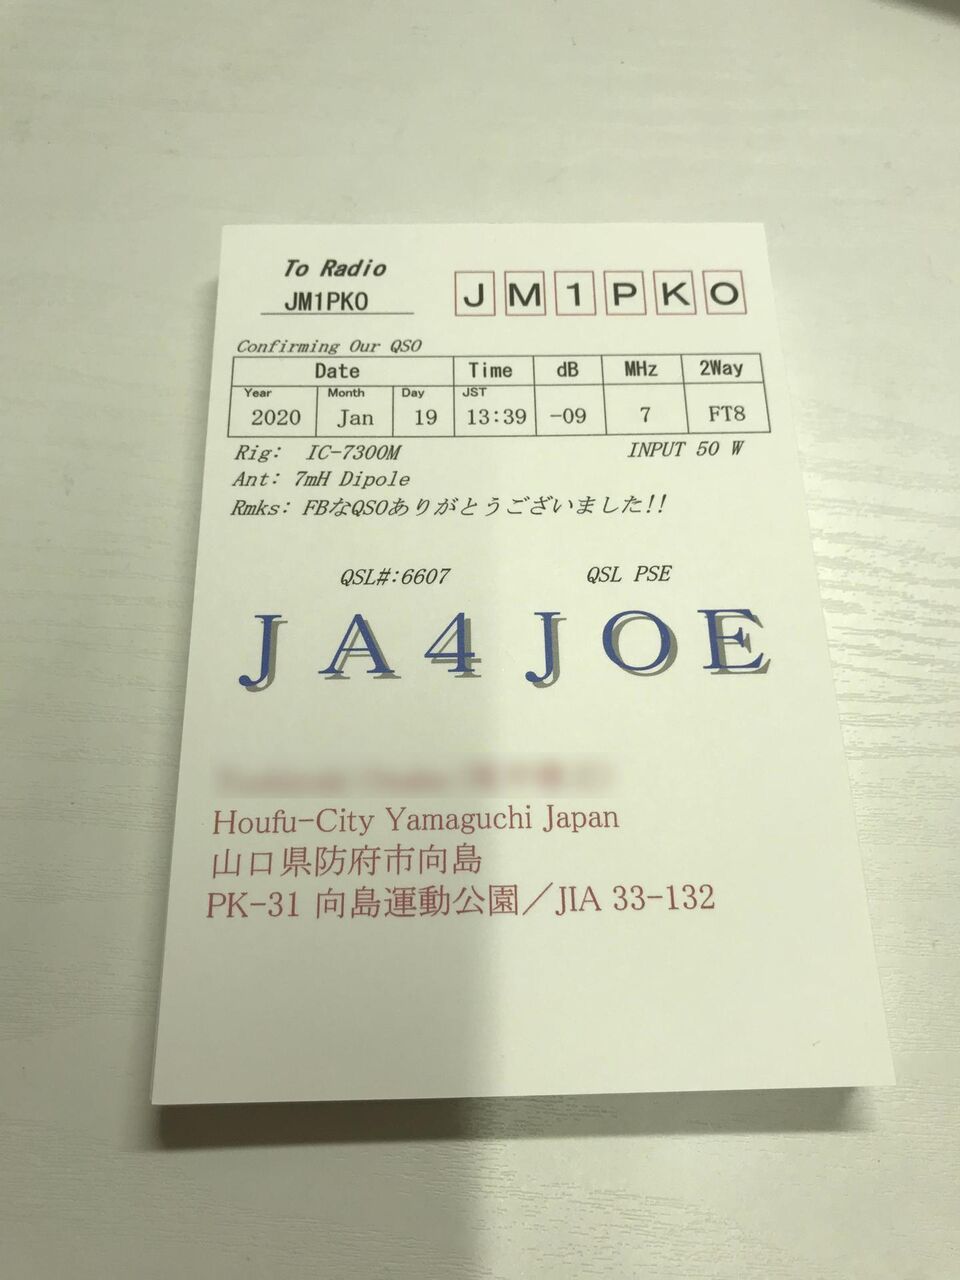 To Radio
JM1PKO
JM1PKO
Confirming Our QSO
Date Time dB MHz 2Way
Year Month Day JST
2020 Jan 19 13:39 -09 7 FT8
Rig: IC-7300M INPUT 50 W
Ant: 7mH Dipole
Rmks: FBなQSOありがとうございました!!
QSL#:6607 QSL PSE
JA4JOE
Houfu-City Yamaguchi Japan
山口県防府市向島
PK-31 向島運動公園／JIA 33-132